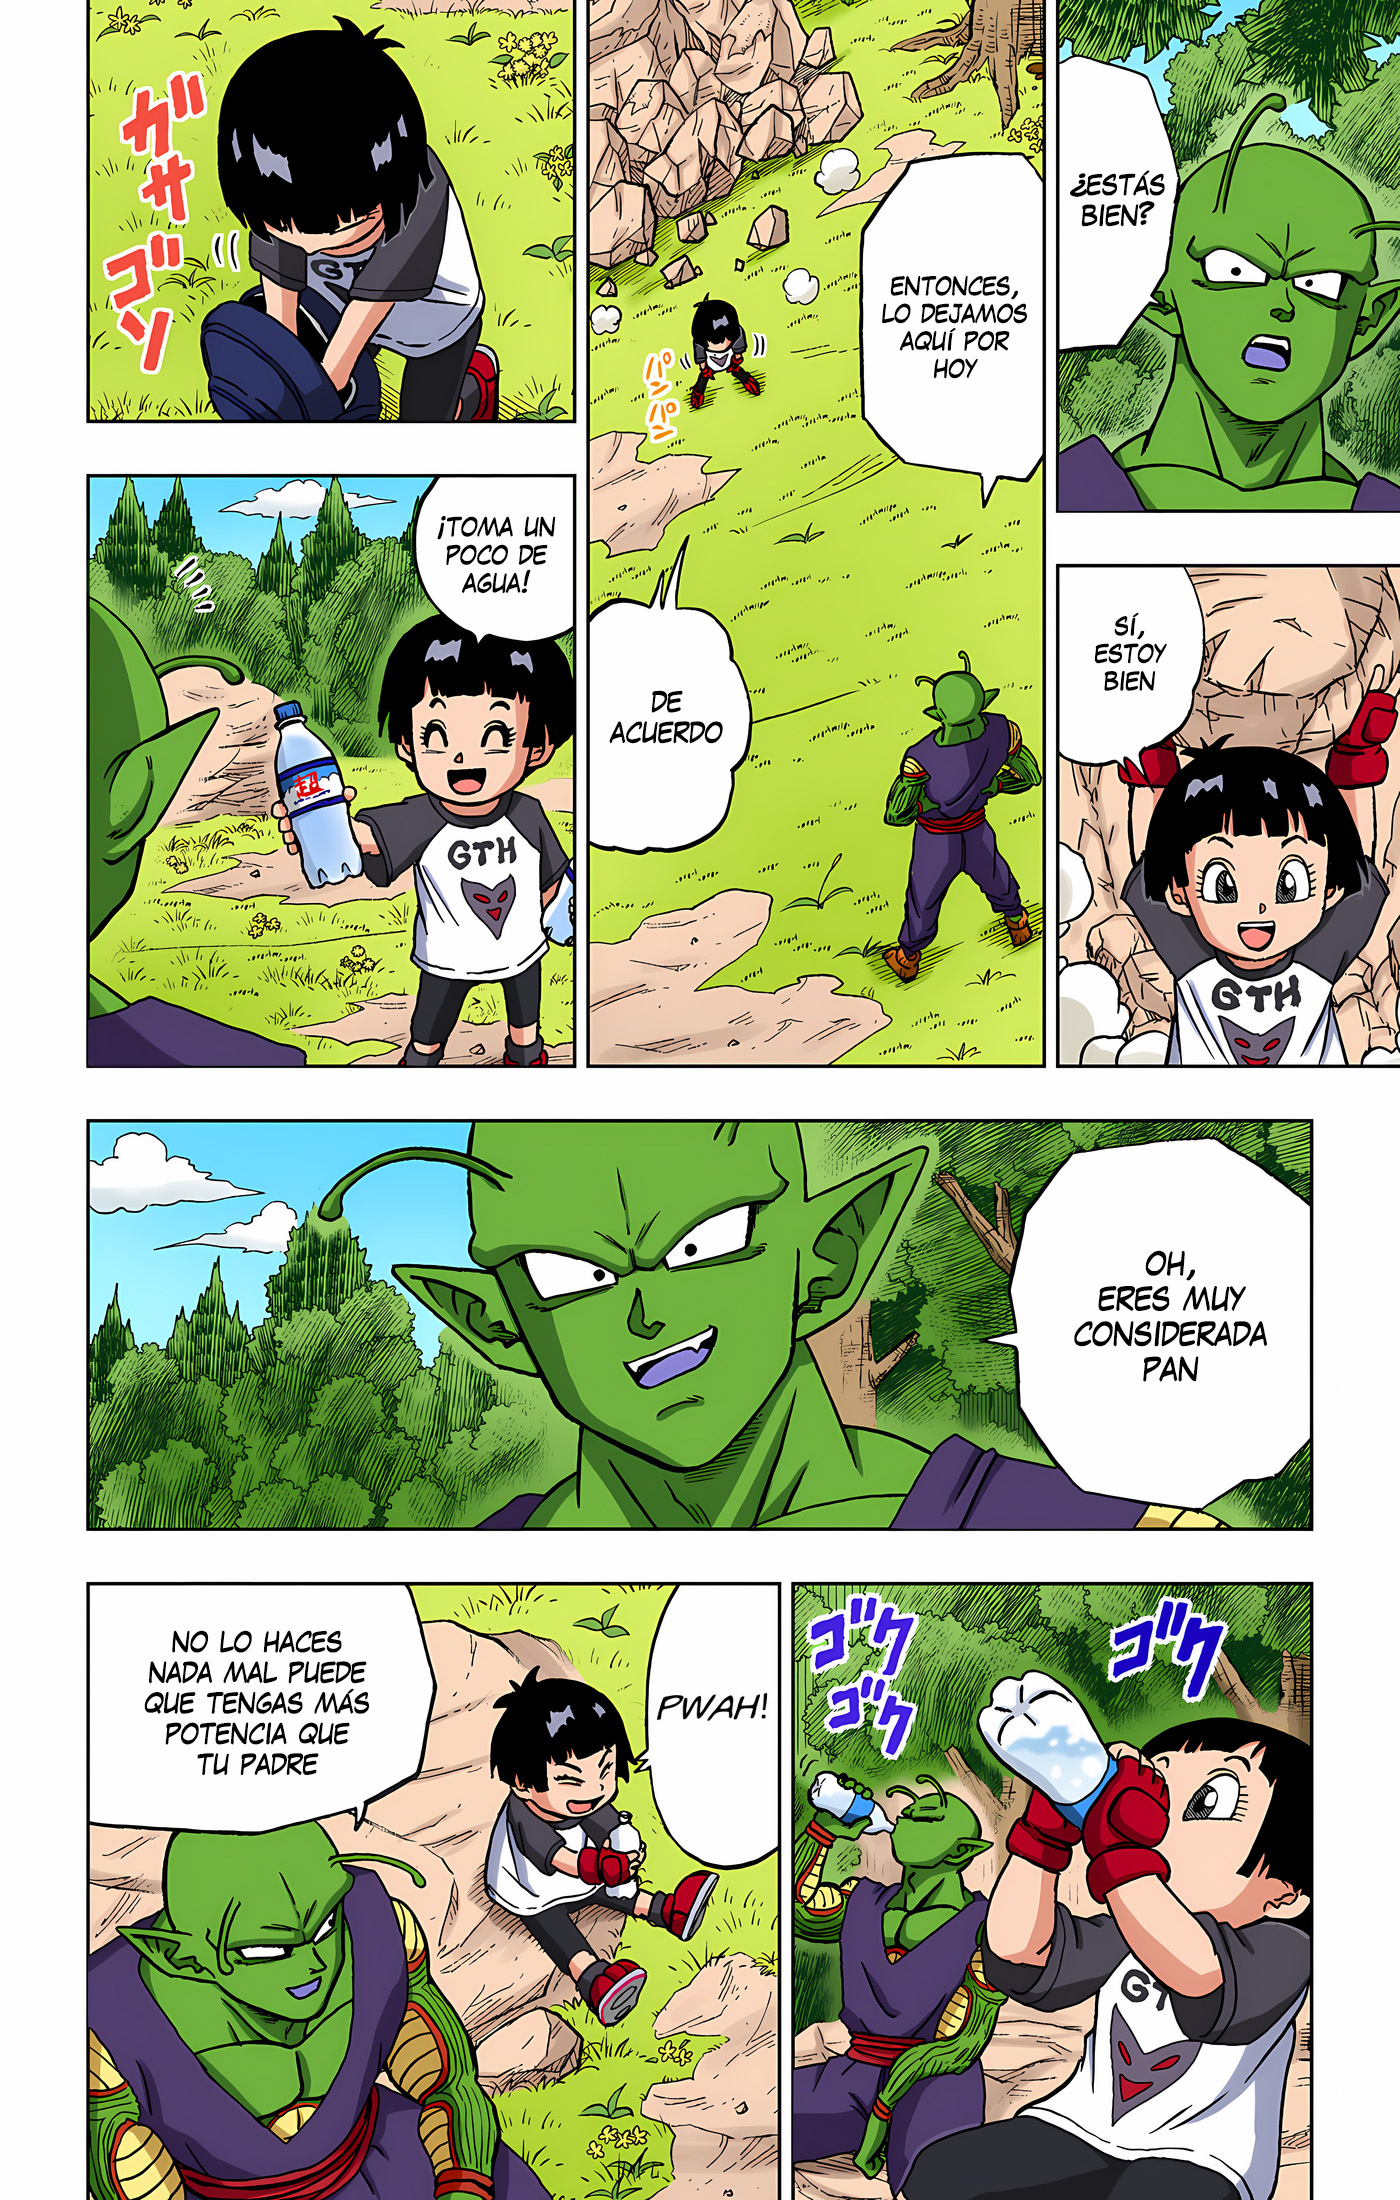 ¿ESTÁS
BIEN?
SÍ,
ESTOY
BIEN
GTH
ENTONCES,
LO DEJAMOS
AQUÍ POR
HOY
パンパン
DE
ACUERDO
ガサ
ゴソ
GT
¡TOMA UN
POCO DE
AGUA!
超
GTH
OH,
ERES MUY
CONSIDERADA
PAN
ゴク
ゴク
ゴク
GT
PWAH!
NO LO HACES
NADA MAL PUEDE
QUE TENGAS MÁS
POTENCIA QUE
TU PADRE